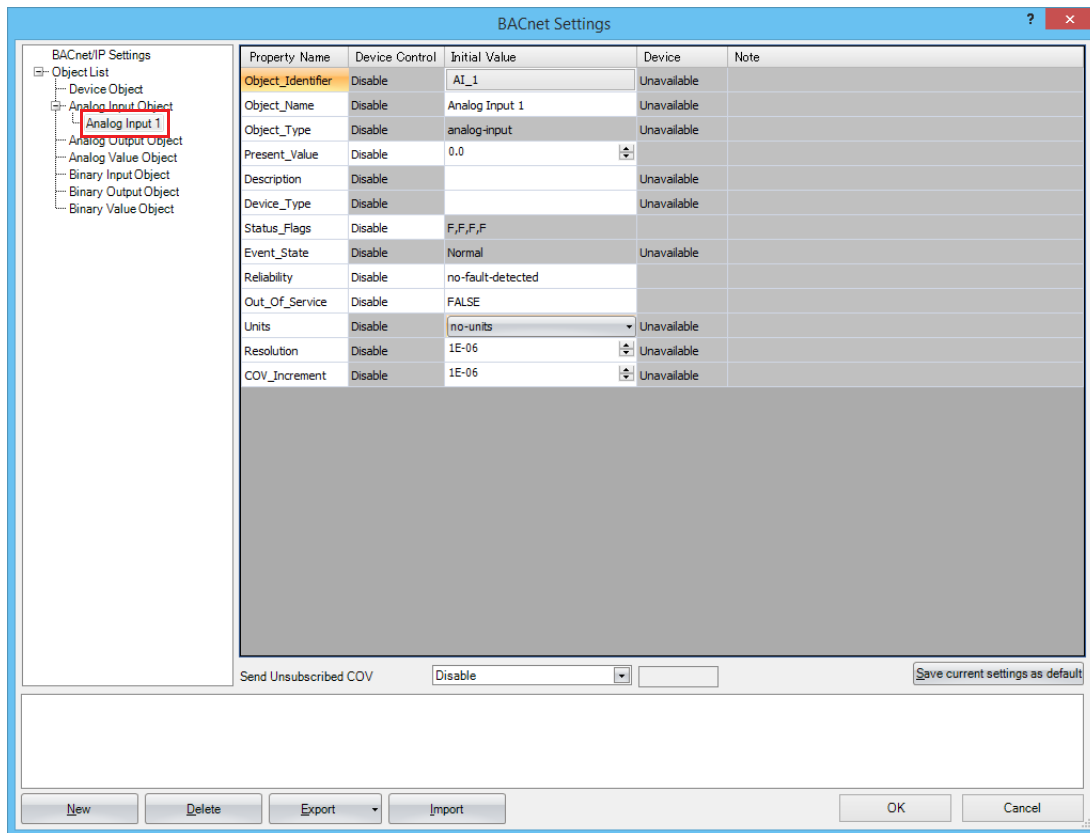 BACnet Settings
?
BACnet/IP Settings
Object List
Device Object
Analog Input Object
Analog Input 1
Analog Output Object
Analog Value Object
Binary Input Object
Binary Output Object
Binary Value Object
Property Name Device Control Initial Value Device Note
Object_Identifier Disable AI_1 Unavailable
Object_Name Disable Analog Input 1 Unavailable
Object_Type Disable analog-input Unavailable
Present_Value Disable 0.0
Description Disable Unavailable
Device_Type Disable Unavailable
Status_Flags Disable F,F,F,F
Event_State Disable Normal Unavailable
Reliability Disable no-fault-detected
Out_Of_Service Disable FALSE
Units Disable no-units Unavailable
Resolution Disable 1E-06 Unavailable
COV_Increment Disable 1E-06 Unavailable
Send Unsubscribed COV Disable Save current settings as default
New Delete Export Import OK Cancel